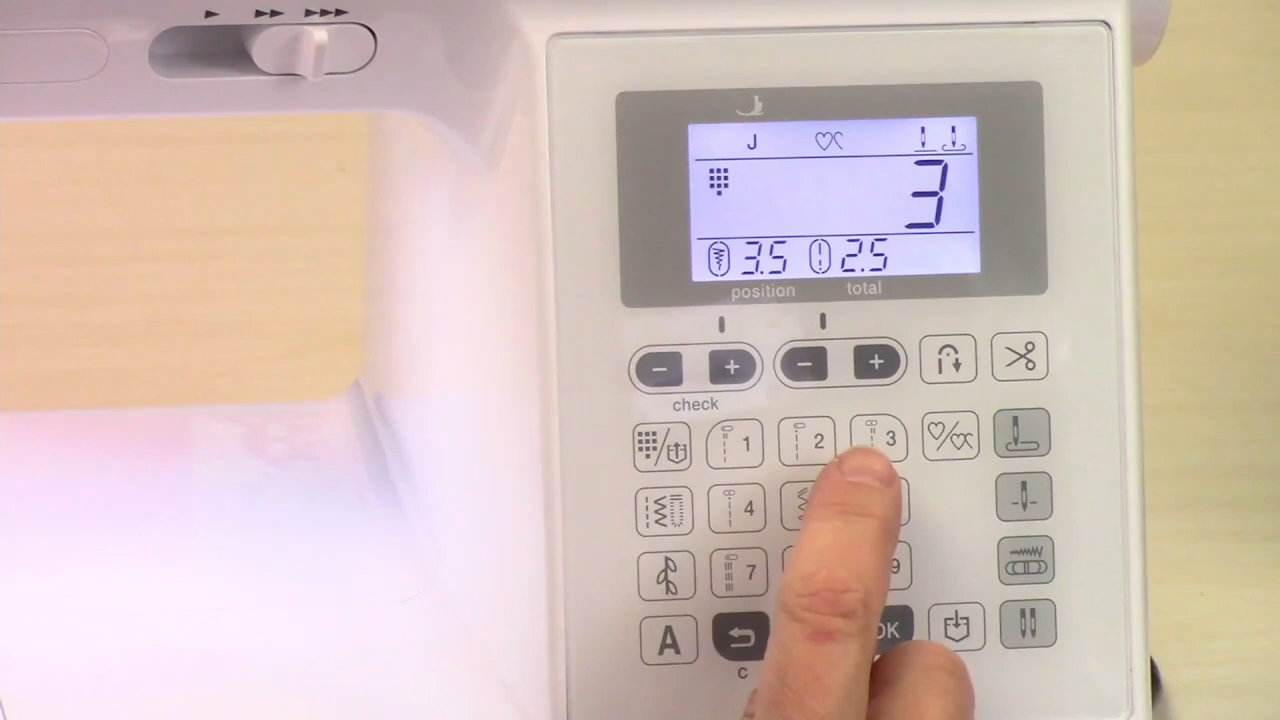 J
3
3.5 2.5
position total
− + − +
check
1 2 3
4
7 9
A OK
C